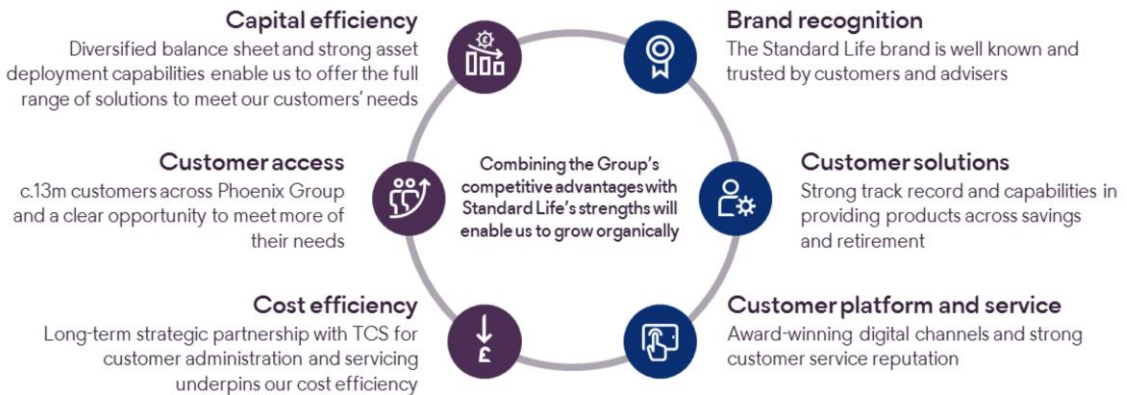 Capital efficiency
Diversified balance sheet and strong asset
deployment capabilities enable us to offer the full
range of solutions to meet our customers' needs
Customer access
c.13m customers across Phoenix Group
and a clear opportunity to meet more of
their needs
Cost efficiency
Long-term strategic partnership with TCS for
customer administration and servicing
underpins our cost efficiency
£
£
Combining the Group's
competitive advantages with
Standard Life's strengths will
enable us to grow organically
Brand recognition
The Standard Life brand is well known and
trusted by customers and advisers
Customer solutions
Strong track record and capabilities in
providing products across savings
and retirement
Customer platform and service
Award-winning digital channels and strong
customer service reputation